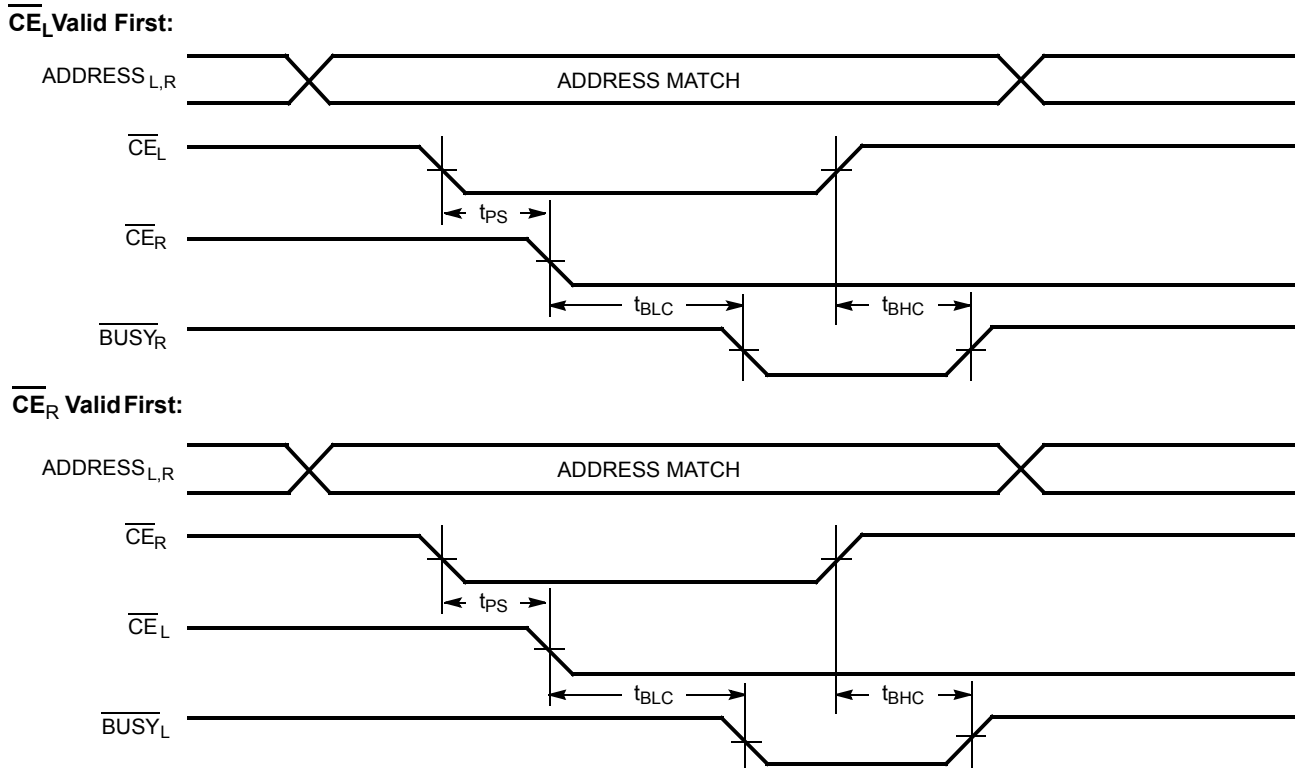 CE_L Valid First:
ADDRESS_L,R
ADDRESS MATCH
CE_L
t_PS
CE_R
t_BLC
t_BHC
BUSY_R
CE_R Valid First:
ADDRESS_L,R
ADDRESS MATCH
CE_R
t_PS
CE_L
t_BLC
t_BHC
BUSY_L